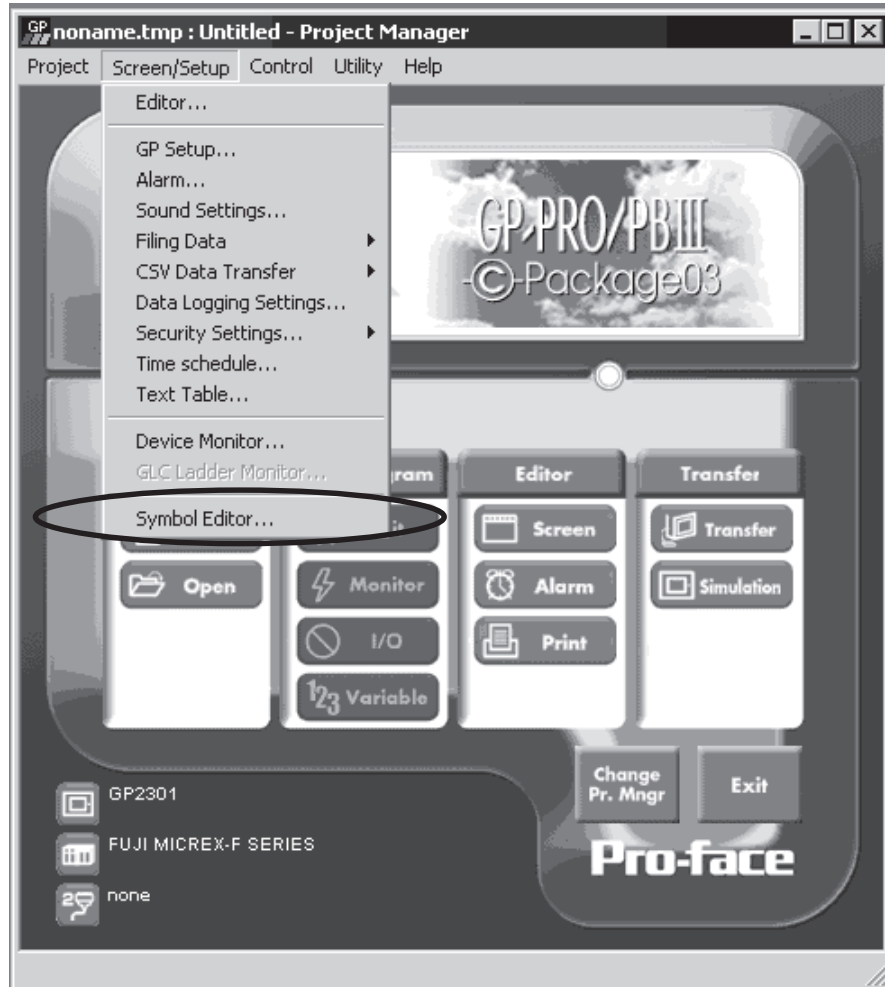 GP noname.tmp : Untitled - Project Manager
Project Screen/Setup Control Utility Help
Editor...
GP Setup...
Alarm...
Sound Settings...
Filing Data
CSV Data Transfer
Data Logging Settings...
Security Settings...
Time schedule...
Text Table...
Device Monitor...
GLC Ladder Monitor...
Symbol Editor...
GP-PRO/PBIII
-©-Package03
Open
Monitor
I/O
123 Variable
Editor
Screen
Alarm
Print
Transfer
Transfer
Simulation
Change
Pr. Mngr
Exit
GP2301
FUJI MICREX-F SERIES
2 none
Pro-face